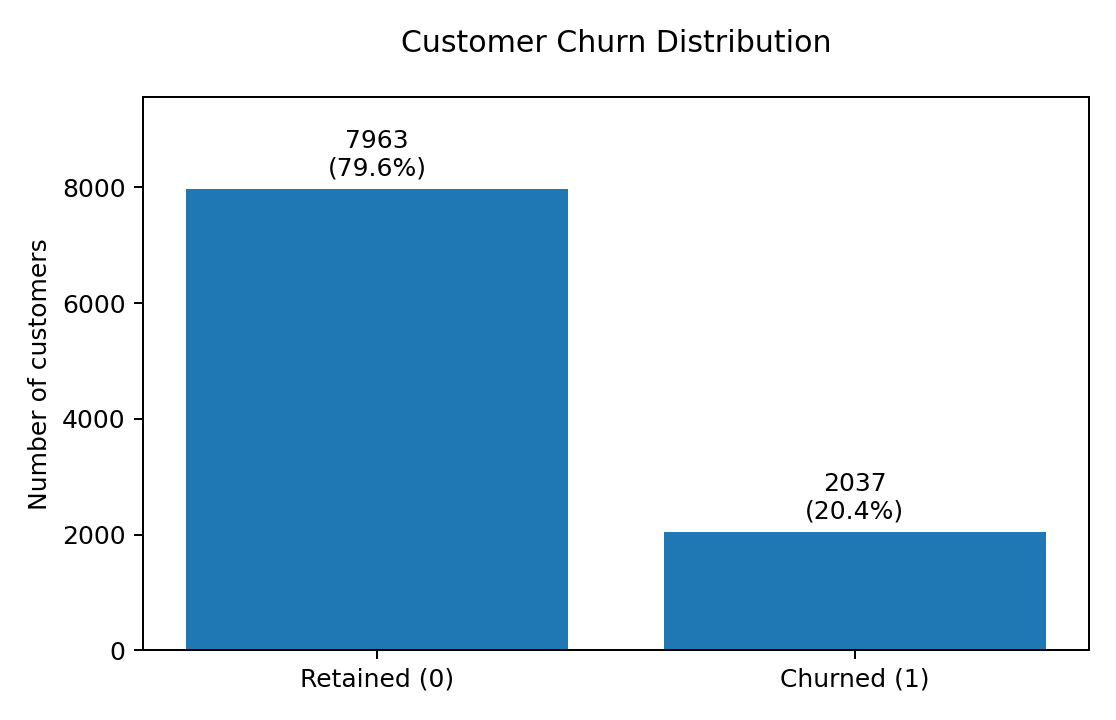 Customer Churn Distribution
7963
(79.6%)
8000
6000
4000
2000
0
Number of customers
2037
(20.4%)
Retained (0)
Churned (1)